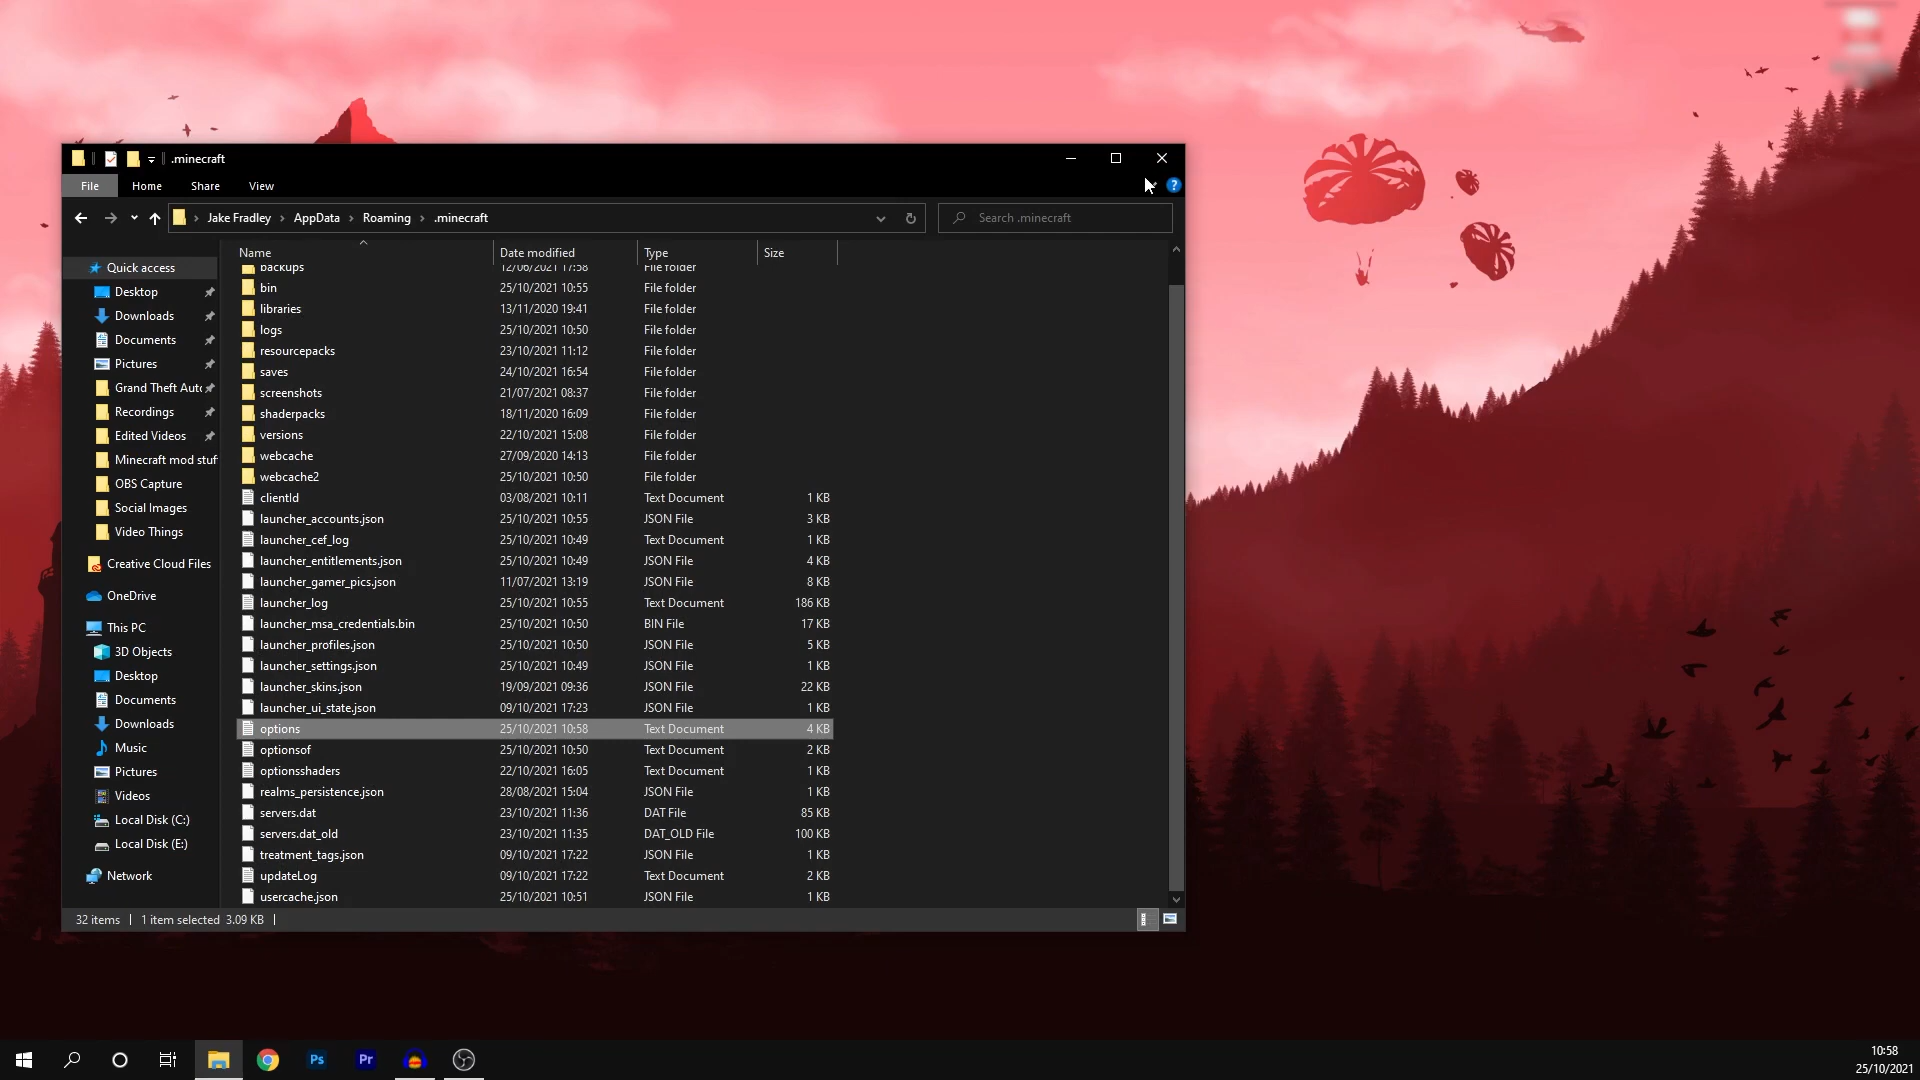 .minecraft
File Home Share View
Jake Fradley AppData Roaming .minecraft
Search .minecraft
Name Date modified Type Size
Quick access
Desktop
Downloads
Documents
Pictures
Grand Theft Auto
Recordings
Edited Videos
Minecraft mod stuf
OBS Capture
Social Images
Video Things
Creative Cloud Files
OneDrive
This PC
3D Objects
Desktop
Documents
Downloads
Music
Pictures
Videos
Local Disk (C:)
Local Disk (E:)
Network
backups 12/06/2021 17:58 File folder
bin 25/10/2021 10:55 File folder
libraries 13/11/2020 19:41 File folder
logs 25/10/2021 10:50 File folder
resourcepacks 23/10/2021 11:12 File folder
saves 24/10/2021 16:54 File folder
screenshots 21/07/2021 08:37 File folder
shaderpacks 18/11/2020 16:09 File folder
versions 22/10/2021 15:08 File folder
webcache 27/09/2020 14:13 File folder
webcache2 25/10/2021 10:50 File folder
clientId 03/08/2021 10:11 Text Document 1 KB
launcher_accounts.json 25/10/2021 10:55 JSON File 3 KB
launcher_cef_log 25/10/2021 10:49 Text Document 1 KB
launcher_entitlements.json 25/10/2021 10:49 JSON File 4 KB
launcher_gamer_pics.json 11/07/2021 13:19 JSON File 8 KB
launcher_log 25/10/2021 10:55 Text Document 186 KB
launcher_msa_credentials.bin 25/10/2021 10:50 BIN File 17 KB
launcher_profiles.json 25/10/2021 10:50 JSON File 5 KB
launcher_settings.json 25/10/2021 10:49 JSON File 1 KB
launcher_skins.json 19/09/2021 09:36 JSON File 22 KB
launcher_ui_state.json 09/10/2021 17:23 JSON File 1 KB
options 25/10/2021 10:58 Text Document 4 KB
optionsof 25/10/2021 10:50 Text Document 2 KB
optionsshaders 22/10/2021 16:05 Text Document 1 KB
realms_persistence.json 28/08/2021 15:04 JSON File 1 KB
servers.dat 23/10/2021 11:36 DAT File 85 KB
servers.dat_old 23/10/2021 11:35 DAT_OLD File 100 KB
treatment_tags.json 09/10/2021 17:22 JSON File 1 KB
updateLog 09/10/2021 17:22 Text Document 2 KB
usercache.json 25/10/2021 10:51 JSON File 1 KB
32 items 1 item selected 3.09 KB
Ps Pr
10:58
25/10/2021